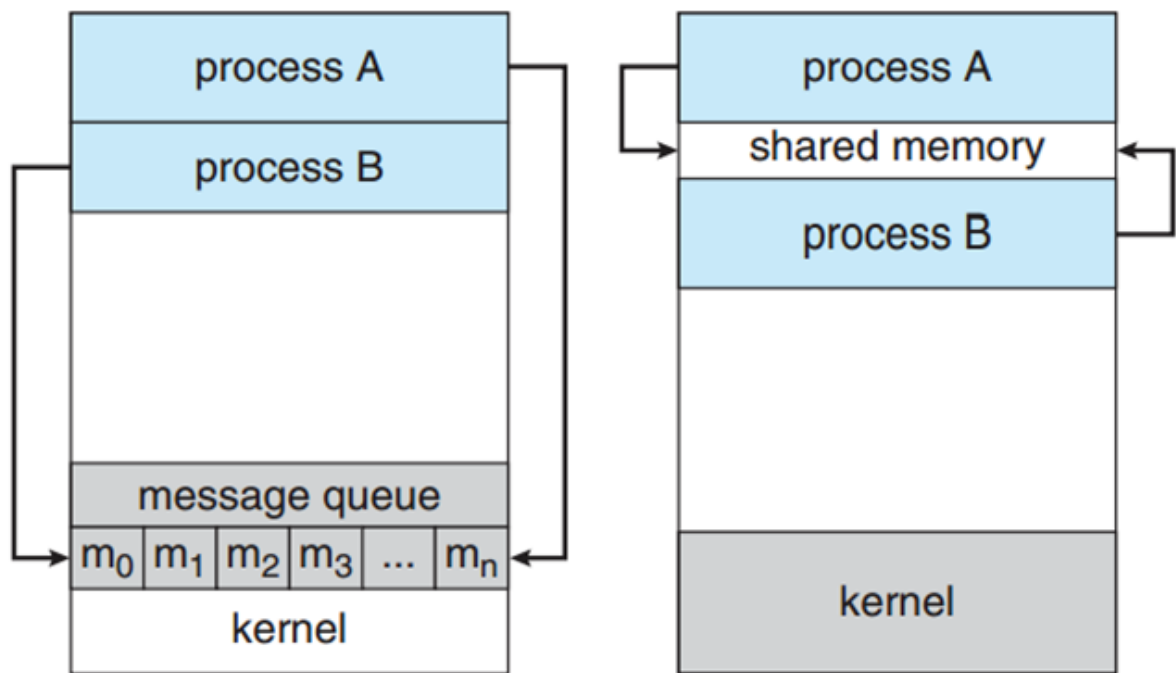 process A
process B
message queue
m₀ m₁ m₂ m₃ ... mₙ
kernel
process A
shared memory
process B
kernel